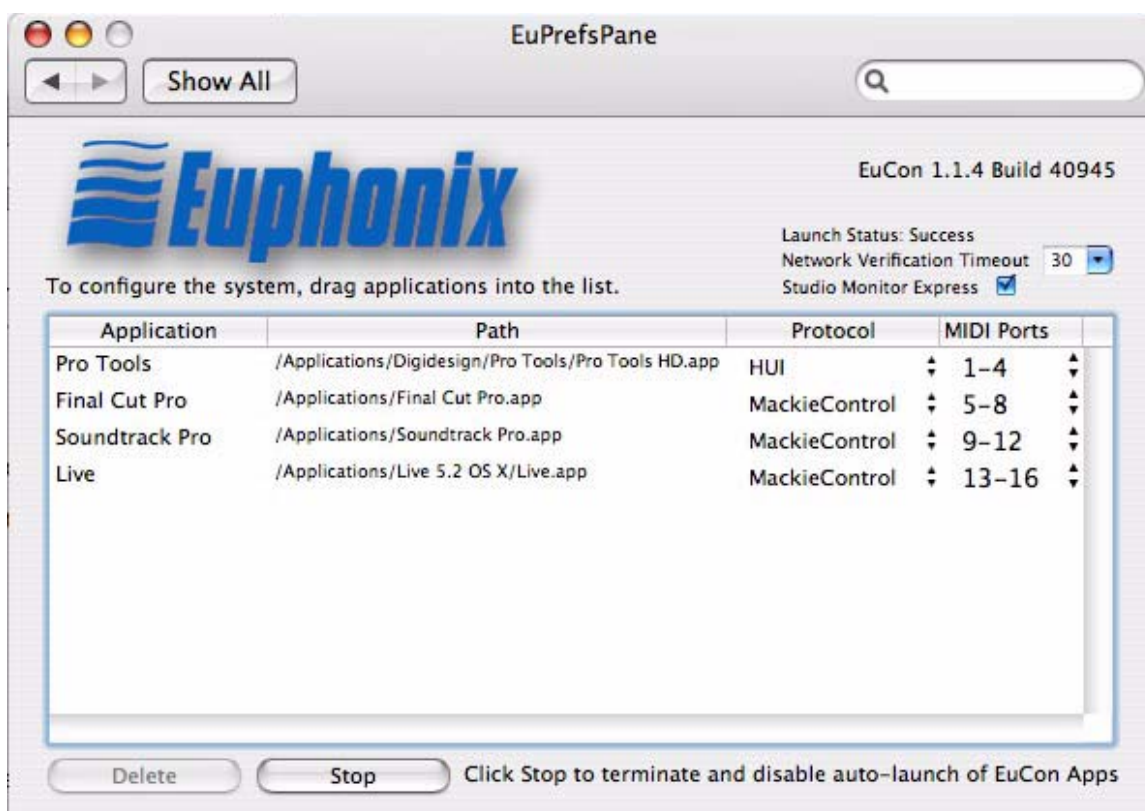 EuPrefsPane
Show All
Euphonix
EuCon 1.1.4 Build 40945
Launch Status: Success
Network Verification Timeout 30
Studio Monitor Express
To configure the system, drag applications into the list.
Application Path Protocol MIDI Ports
Pro Tools /Applications/Digidesign/Pro Tools/Pro Tools HD.app HUI 1-4
Final Cut Pro /Applications/Final Cut Pro.app MackieControl 5-8
Soundtrack Pro /Applications/Soundtrack Pro.app MackieControl 9-12
Live /Applications/Live 5.2 OS X/Live.app MackieControl 13-16
Delete Stop Click Stop to terminate and disable auto-launch of EuCon Apps